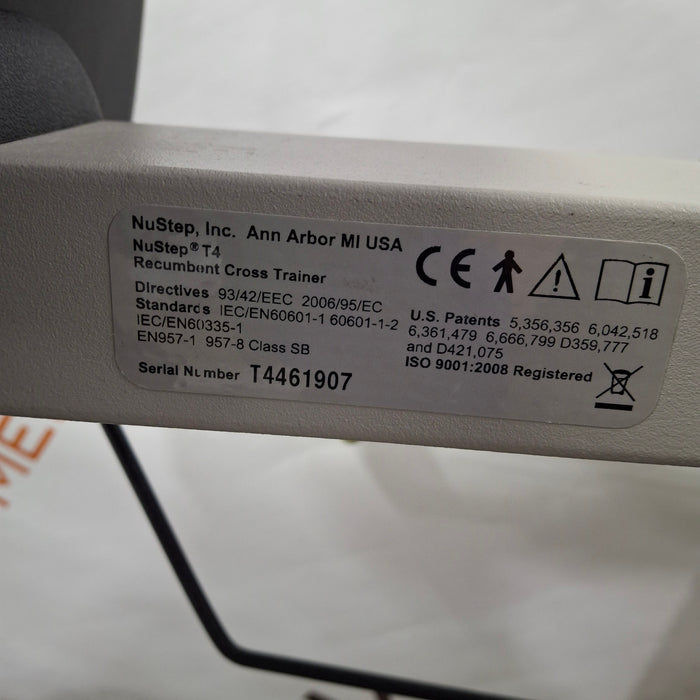 NuStep, Inc. Ann Arbor MI USA
NuStep® T4
Recumbent Cross Trainer
Directives 93/42/EEC 2006/95/EC
Standards IEC/EN60601-1 60601-1-2
IEC/EN60335-1
EN957-1 957-8 Class SB
Serial Number T4461907
CE
U.S. Patents 5,356,356 6,042,518
6,361,479 6,666,799 D359,777
and D421,075
ISO 9001:2008 Registered
ME